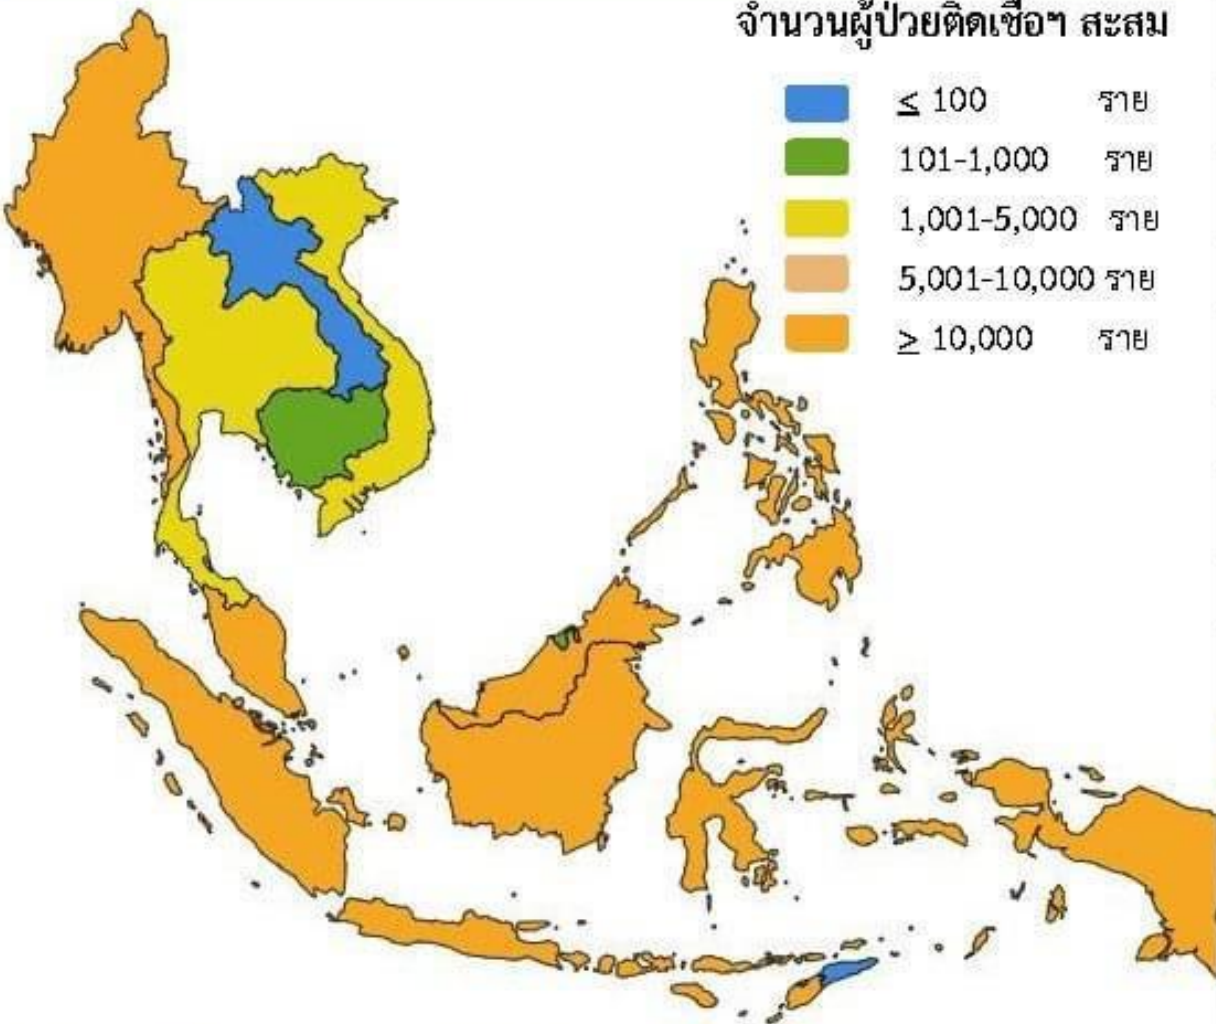 จำนวนผู้ป่วยติดเชื้อฯ สะสม
≤ 100 ราย
101-1,000 ราย
1,001-5,000 ราย
5,001-10,000 ราย
≥ 10,000 ราย